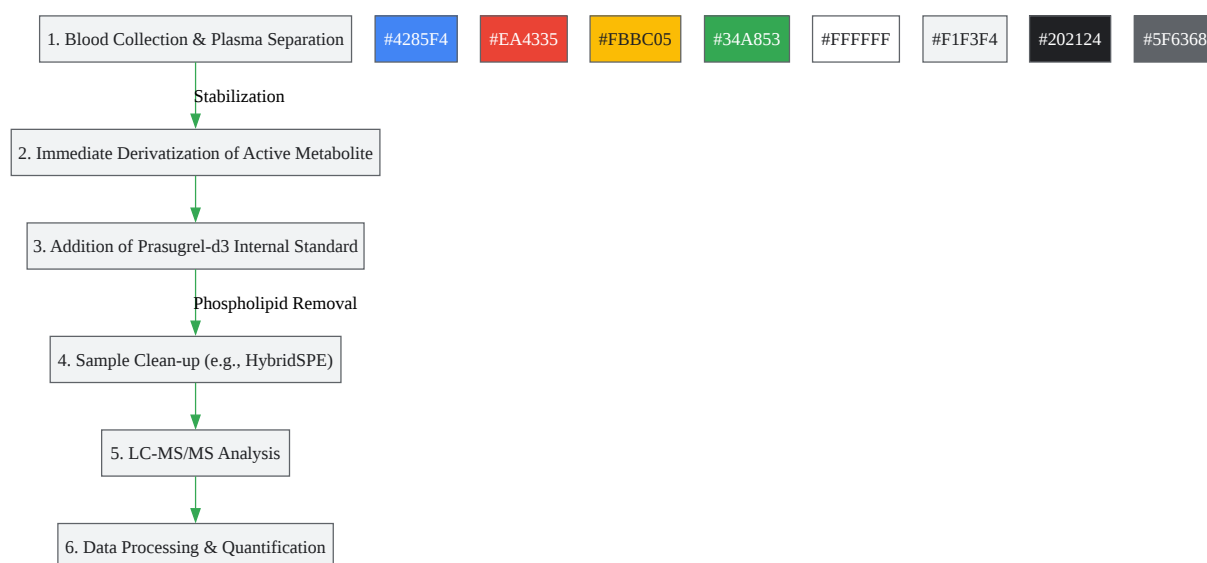 1. Blood Collection & Plasma Separation
#4285F4
#EA4335
#FBBC05
#34A853
#FFFFFF
#F1F3F4
#202124
#5F6368
Stabilization
2. Immediate Derivatization of Active Metabolite
3. Addition of Prasugrel-d3 Internal Standard
Phospholipid Removal
4. Sample Clean-up (e.g., HybridSPE)
5. LC-MS/MS Analysis
6. Data Processing & Quantification